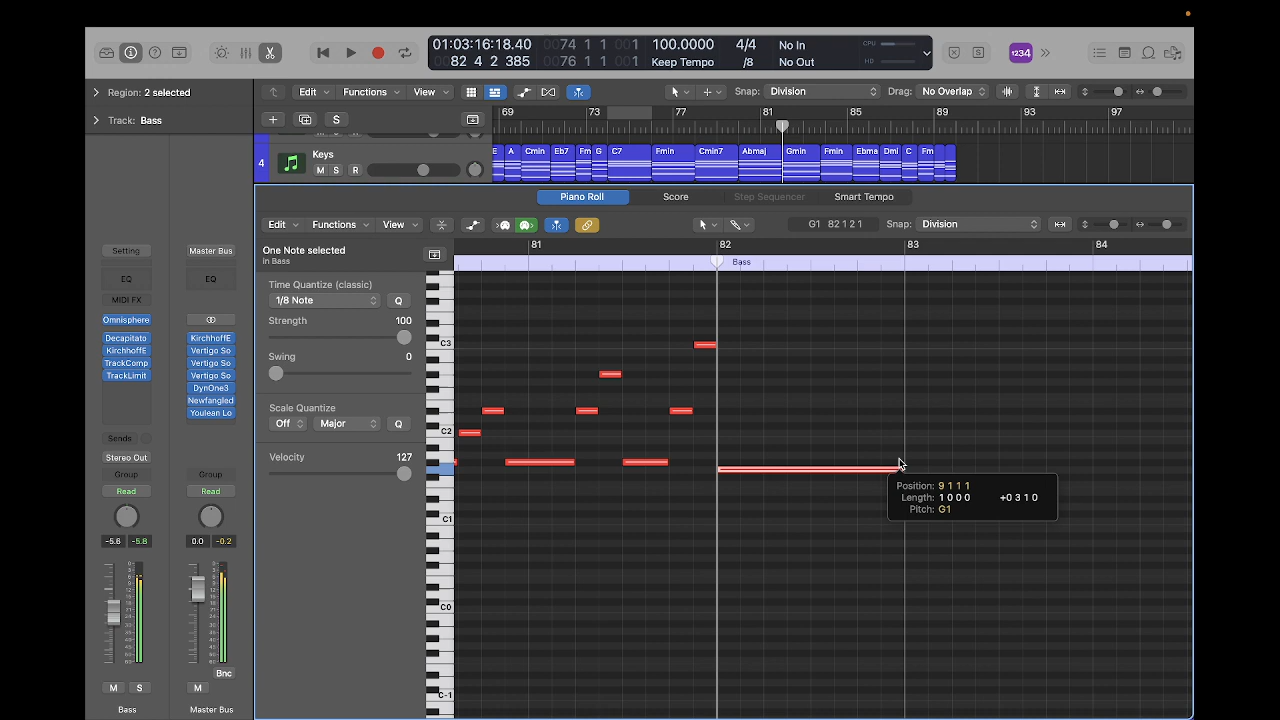 01:03:16:18.40
0074 1 1 001
100.0000
4/4
No In
CPU
0082 4 2 385
0076 1 1 001
Keep Tempo
/8
No Out
HD
S
1234
Region: 2 selected
Edit
Functions
View
Snap:
Division
Drag:
No Overlap
Track: Bass
S
69
73
77
81
85
89
93
97
4
Keys
M S R
E
A
Cmin
Eb7
Fm
G
C7
Fmin
Cmin7
Abmaj
Gmin
Fmin
Ebma
Dmi
C
Fm
Piano Roll
Score
Step Sequencer
Smart Tempo
Edit
Functions
View
G1 82 1 2 1
Snap:
Division
One Note selected
in Bass
81
82
83
84
Bass
Time Quantize (classic)
1/8 Note
Q
Strength
100
Swing
0
Scale Quantize
Off
Major
Q
Velocity
127
C3
C2
C1
C0
C-1
Position: 9 1 1 1
Length: 1 0 0 0 +0 3 1 0
Pitch: G1
Setting
Master Bus
EQ
EQ
MIDI FX
Omnisphere
Decapitato
KirchhoffE
KirchhoffE
Vertigo So
TrackComp
Vertigo So
TrackLimit
Vertigo So
DynOne3
Newfangled
Youlean Lo
Sends
Stereo Out
Group
Group
Read
Read
-5.6
-5.8
0.0
-0.2
Bnc
M
S
M
Bass
Master Bus